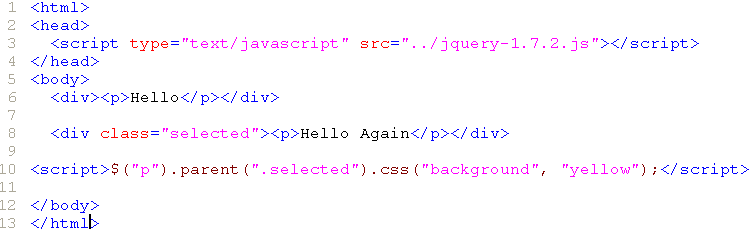 1 <html>
2 <head>
3   <script type="text/javascript" src="../jquery-1.7.2.js"></script>
4 </head>
5 <body>
6   <div><p>Hello</p></div>
7
8   <div class="selected"><p>Hello Again</p></div>
9
10 <script>$("p").parent(".selected").css("background", "yellow");</script>
11
12 </body>
13 </html>